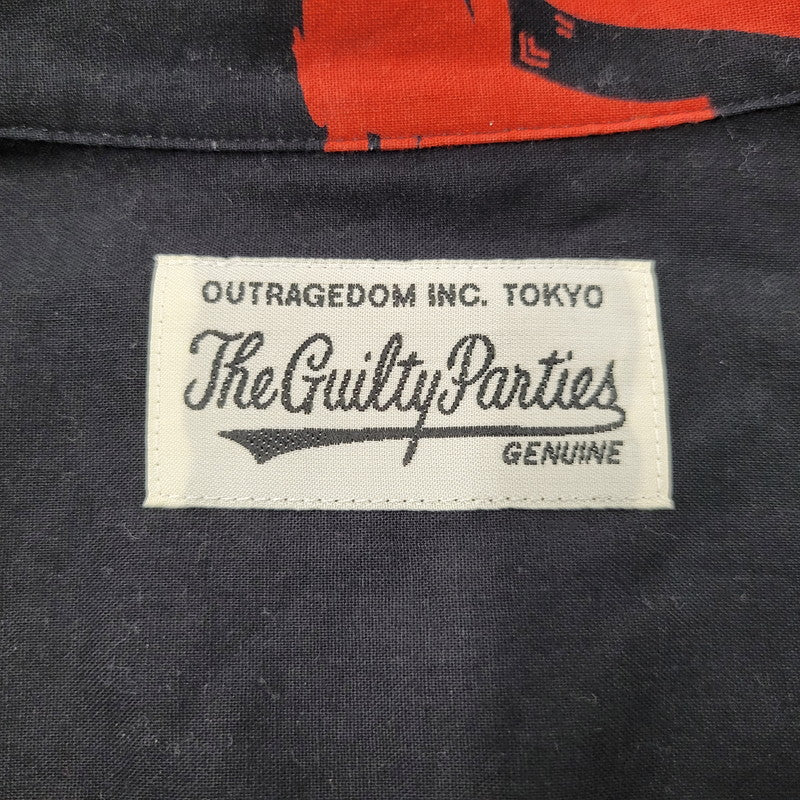 OUTRAGEDOM INC. TOKYO
The Guilty Parties
GENUINE